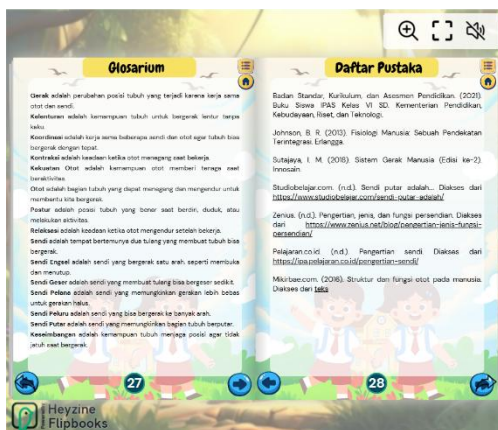 Glosarium
Gerak adalah perubahan posisi tubuh yang terjadi karena kerja sama
otot dan sendi.
Kelenturan adalah kemampuan tubuh untuk bergerak lentur tanpa
kaku.
Koordinasi adalah kerja sama beberapa sendi dan otot agar tubuh bisa
bergerak dengan tepat.
Kontraksi adalah keadaan ketika otot menegang saat bekerja.
Kekuatan Otot adalah kemampuan otot memberi tenaga saat
beraktivitas.
Otot adalah bagian tubuh yang dapat menegang dan mengendur untuk
membantu kita bergerak.
Postur adalah posisi tubuh yang benar saat berdiri, duduk, atau
melakukan aktivitas.
Relaksasi adalah keadaan ketika otot mengendur setelah bekerja.
Sendi adalah tempat bertemunya dua tulang yang membuat tubuh bisa
bergerak.
Sendi Engsel adalah sendi yang bergerak satu arah, seperti membuka
dan menutup.
Sendi Geser adalah sendi yang membuat tulang bisa bergeser sedikit.
Sendi Pelana adalah sendi yang memungkinkan gerakan lebih bebas
untuk gerakan halus.
Sendi Peluru adalah sendi yang bisa bergerak ke banyak arah.
Sendi Putar adalah sendi yang memungkinkan bagian tubuh berputar.
Keseimbangan adalah kemampuan tubuh menjaga posisi agar tidak
jatuh saat bergerak.
27
Daftar Pustaka
Badan Standar, Kurikulum, dan Asesmen Pendidikan. (2021).
Buku Siswa IPAS Kelas VI SD. Kementerian Pendidikan,
Kebudayaan, Riset, dan Teknologi.
Johnson, B. R. (2013). Fisiologi Manusia: Sebuah Pendekatan
Terintegrasi. Erlangga.
Sutajaya, I. M. (2018). Sistem Gerak Manusia (Edisi ke-2).
Innosain.
Studiobelajar.com. (n.d.). Sendi putar adalah... Diakses dari
https://www.studiobelajar.com/sendi-putar-adalah/
Zenius. (n.d.). Pengertian, jenis, dan fungsi persendian. Diakses
dari https://www.zenius.net/blog/pengertian-jenis-fungsi-
persendian/
Pelajaran.co.id. (n.d.). Pengertian sendi. Diakses dari
https://ipa.pelajaran.co.id/pengertian-sendi/
Mikirbae.com. (2016). Struktur dan fungsi otot pada manusia.
Diakses dari teks
28
Heyzine
Flipbooks